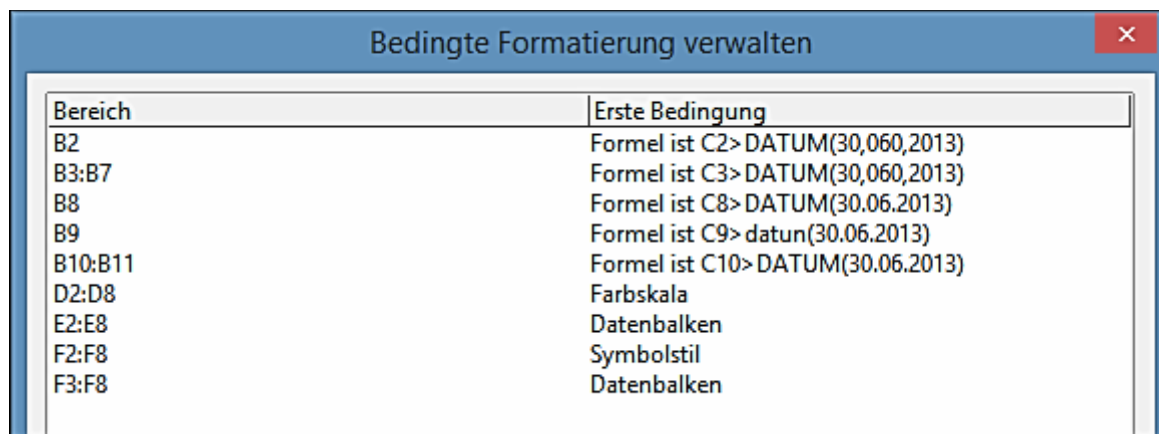 Bedingte Formatierung verwalten
Bereich Erste Bedingung
B2 Formel ist C2>DATUM(30,060,2013)
B3:B7 Formel ist C3>DATUM(30,060,2013)
B8 Formel ist C8>DATUM(30.06.2013)
B9 Formel ist C9>datun(30.06.2013)
B10:B11 Formel ist C10>DATUM(30.06.2013)
D2:D8 Farbskala
E2:E8 Datenbalken
F2:F8 Symbolstil
F3:F8 Datenbalken